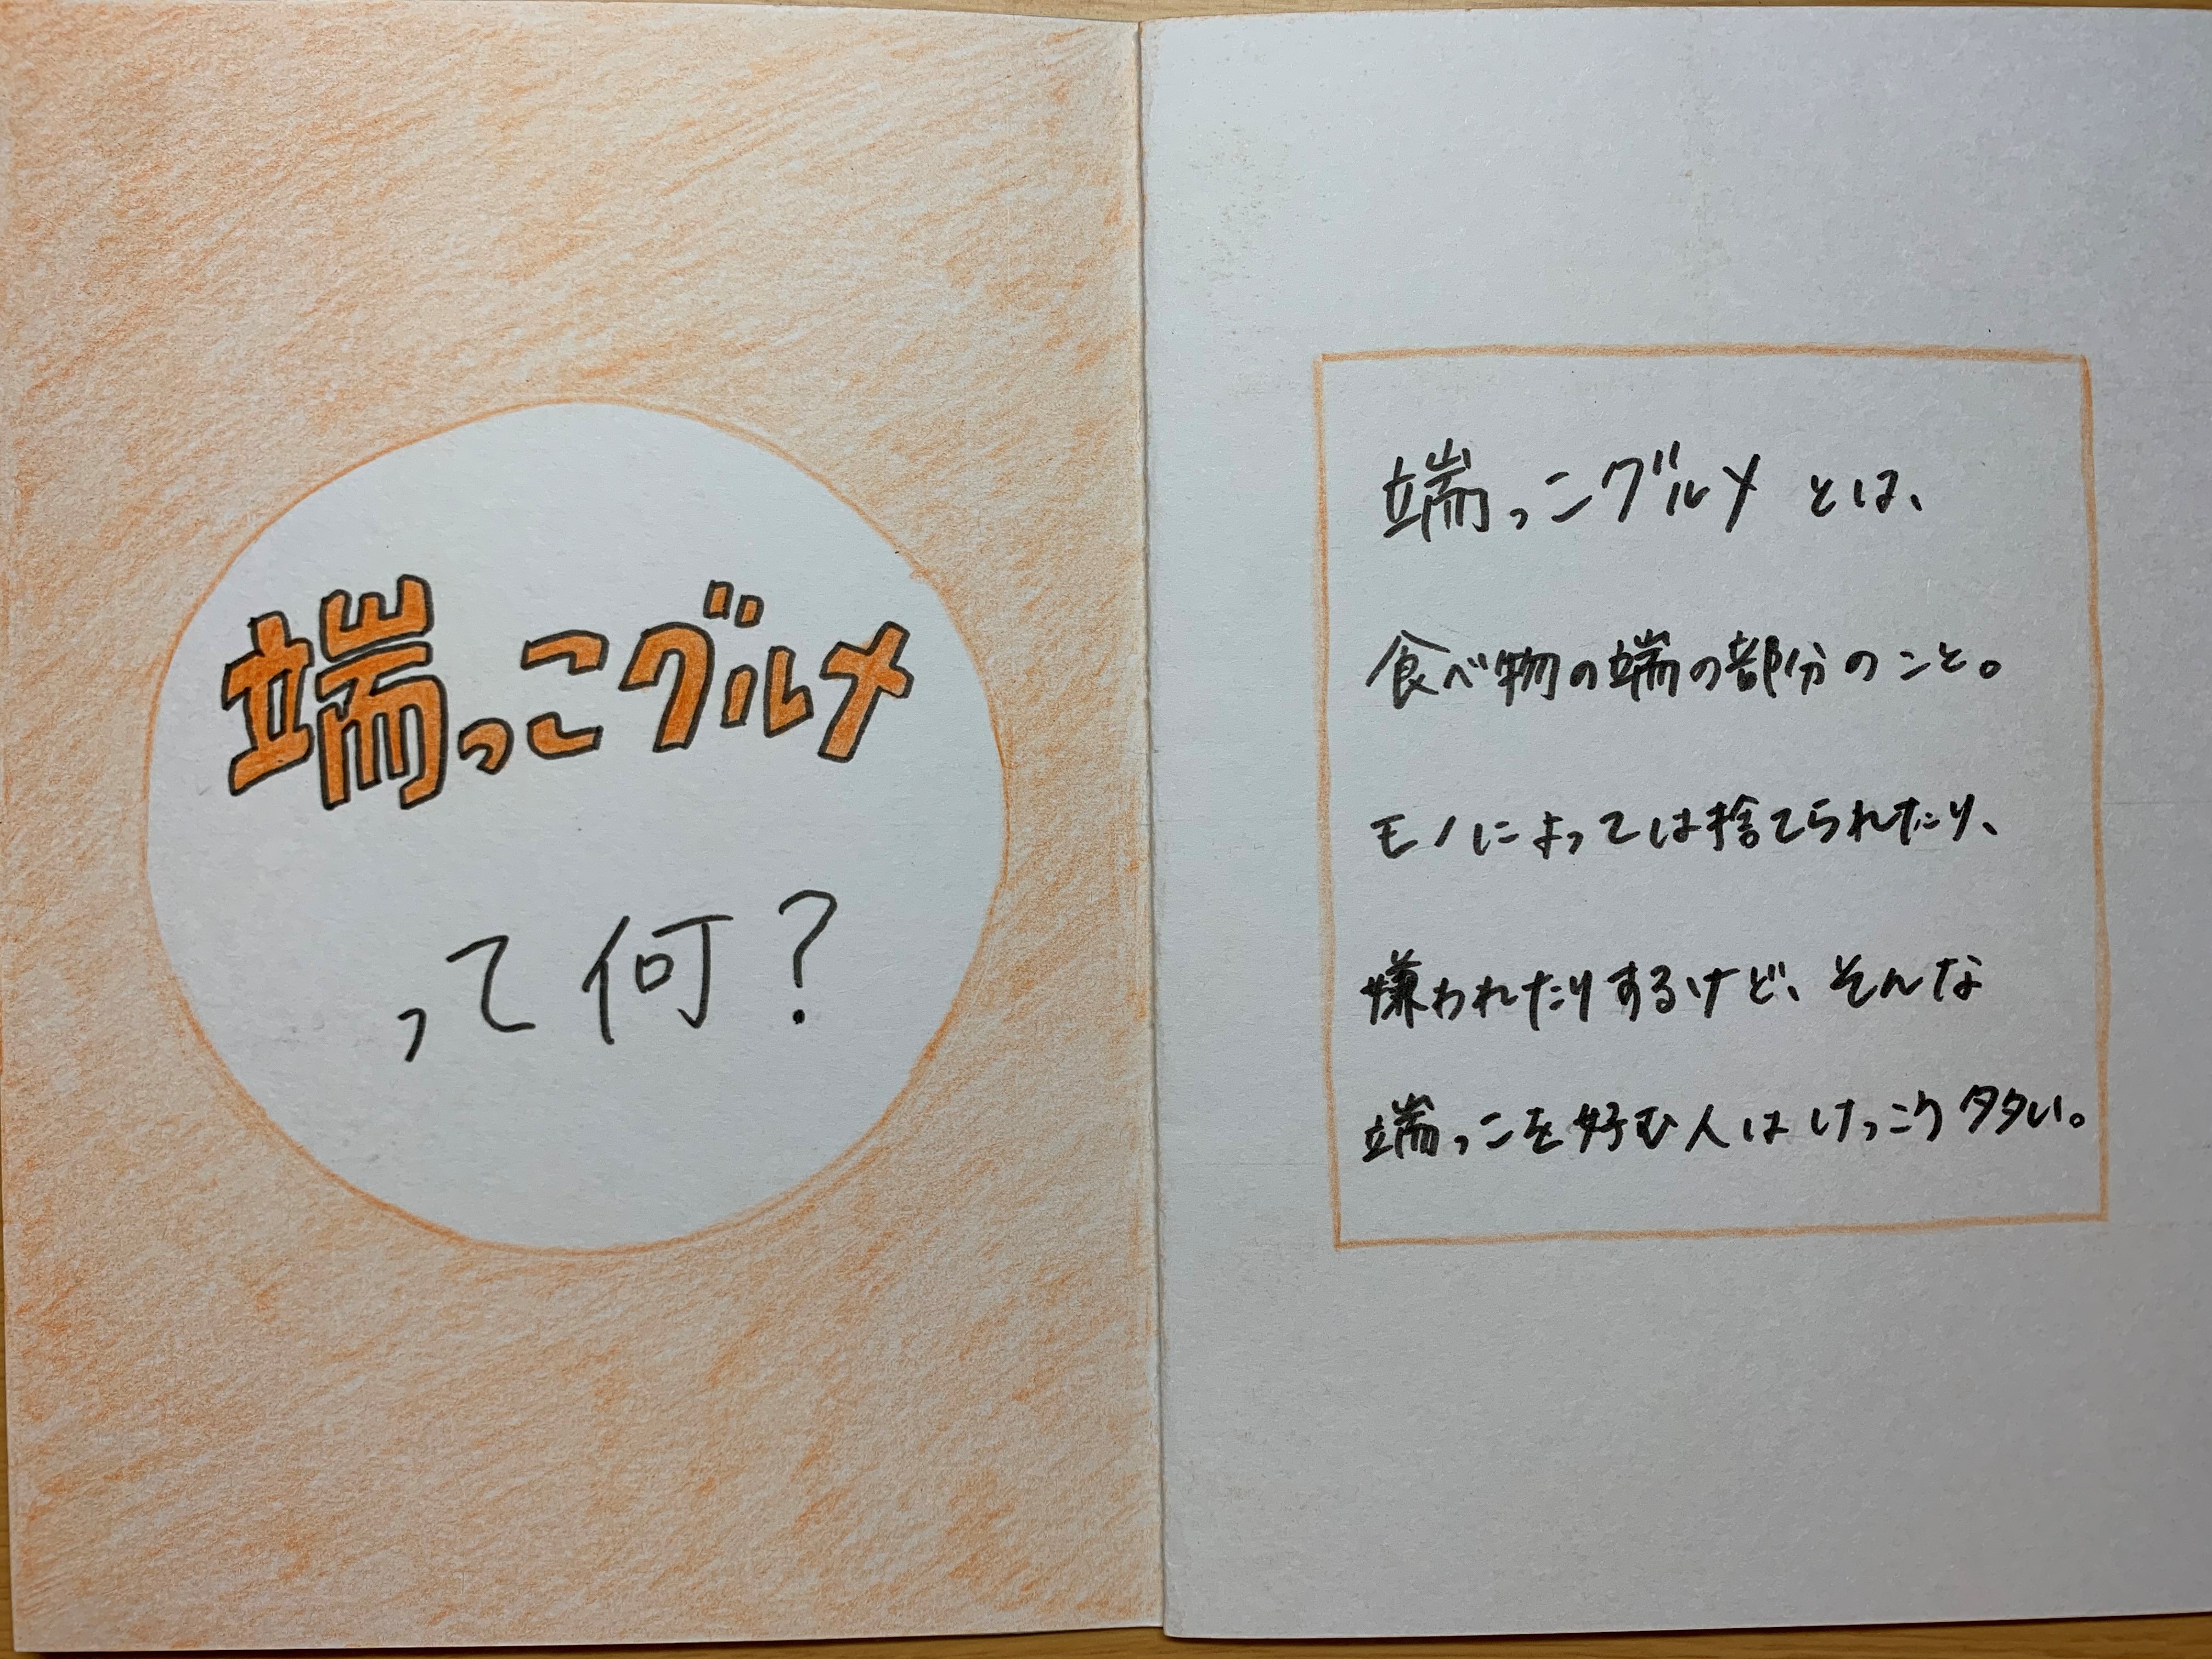 端っこグルメ
って何?
端っこグルメとは、
食べ物の端の部分のこと。
モノによっては捨てられたり、
嫌われたりするけど、そんな
端っこを好む人はけっこう多い。